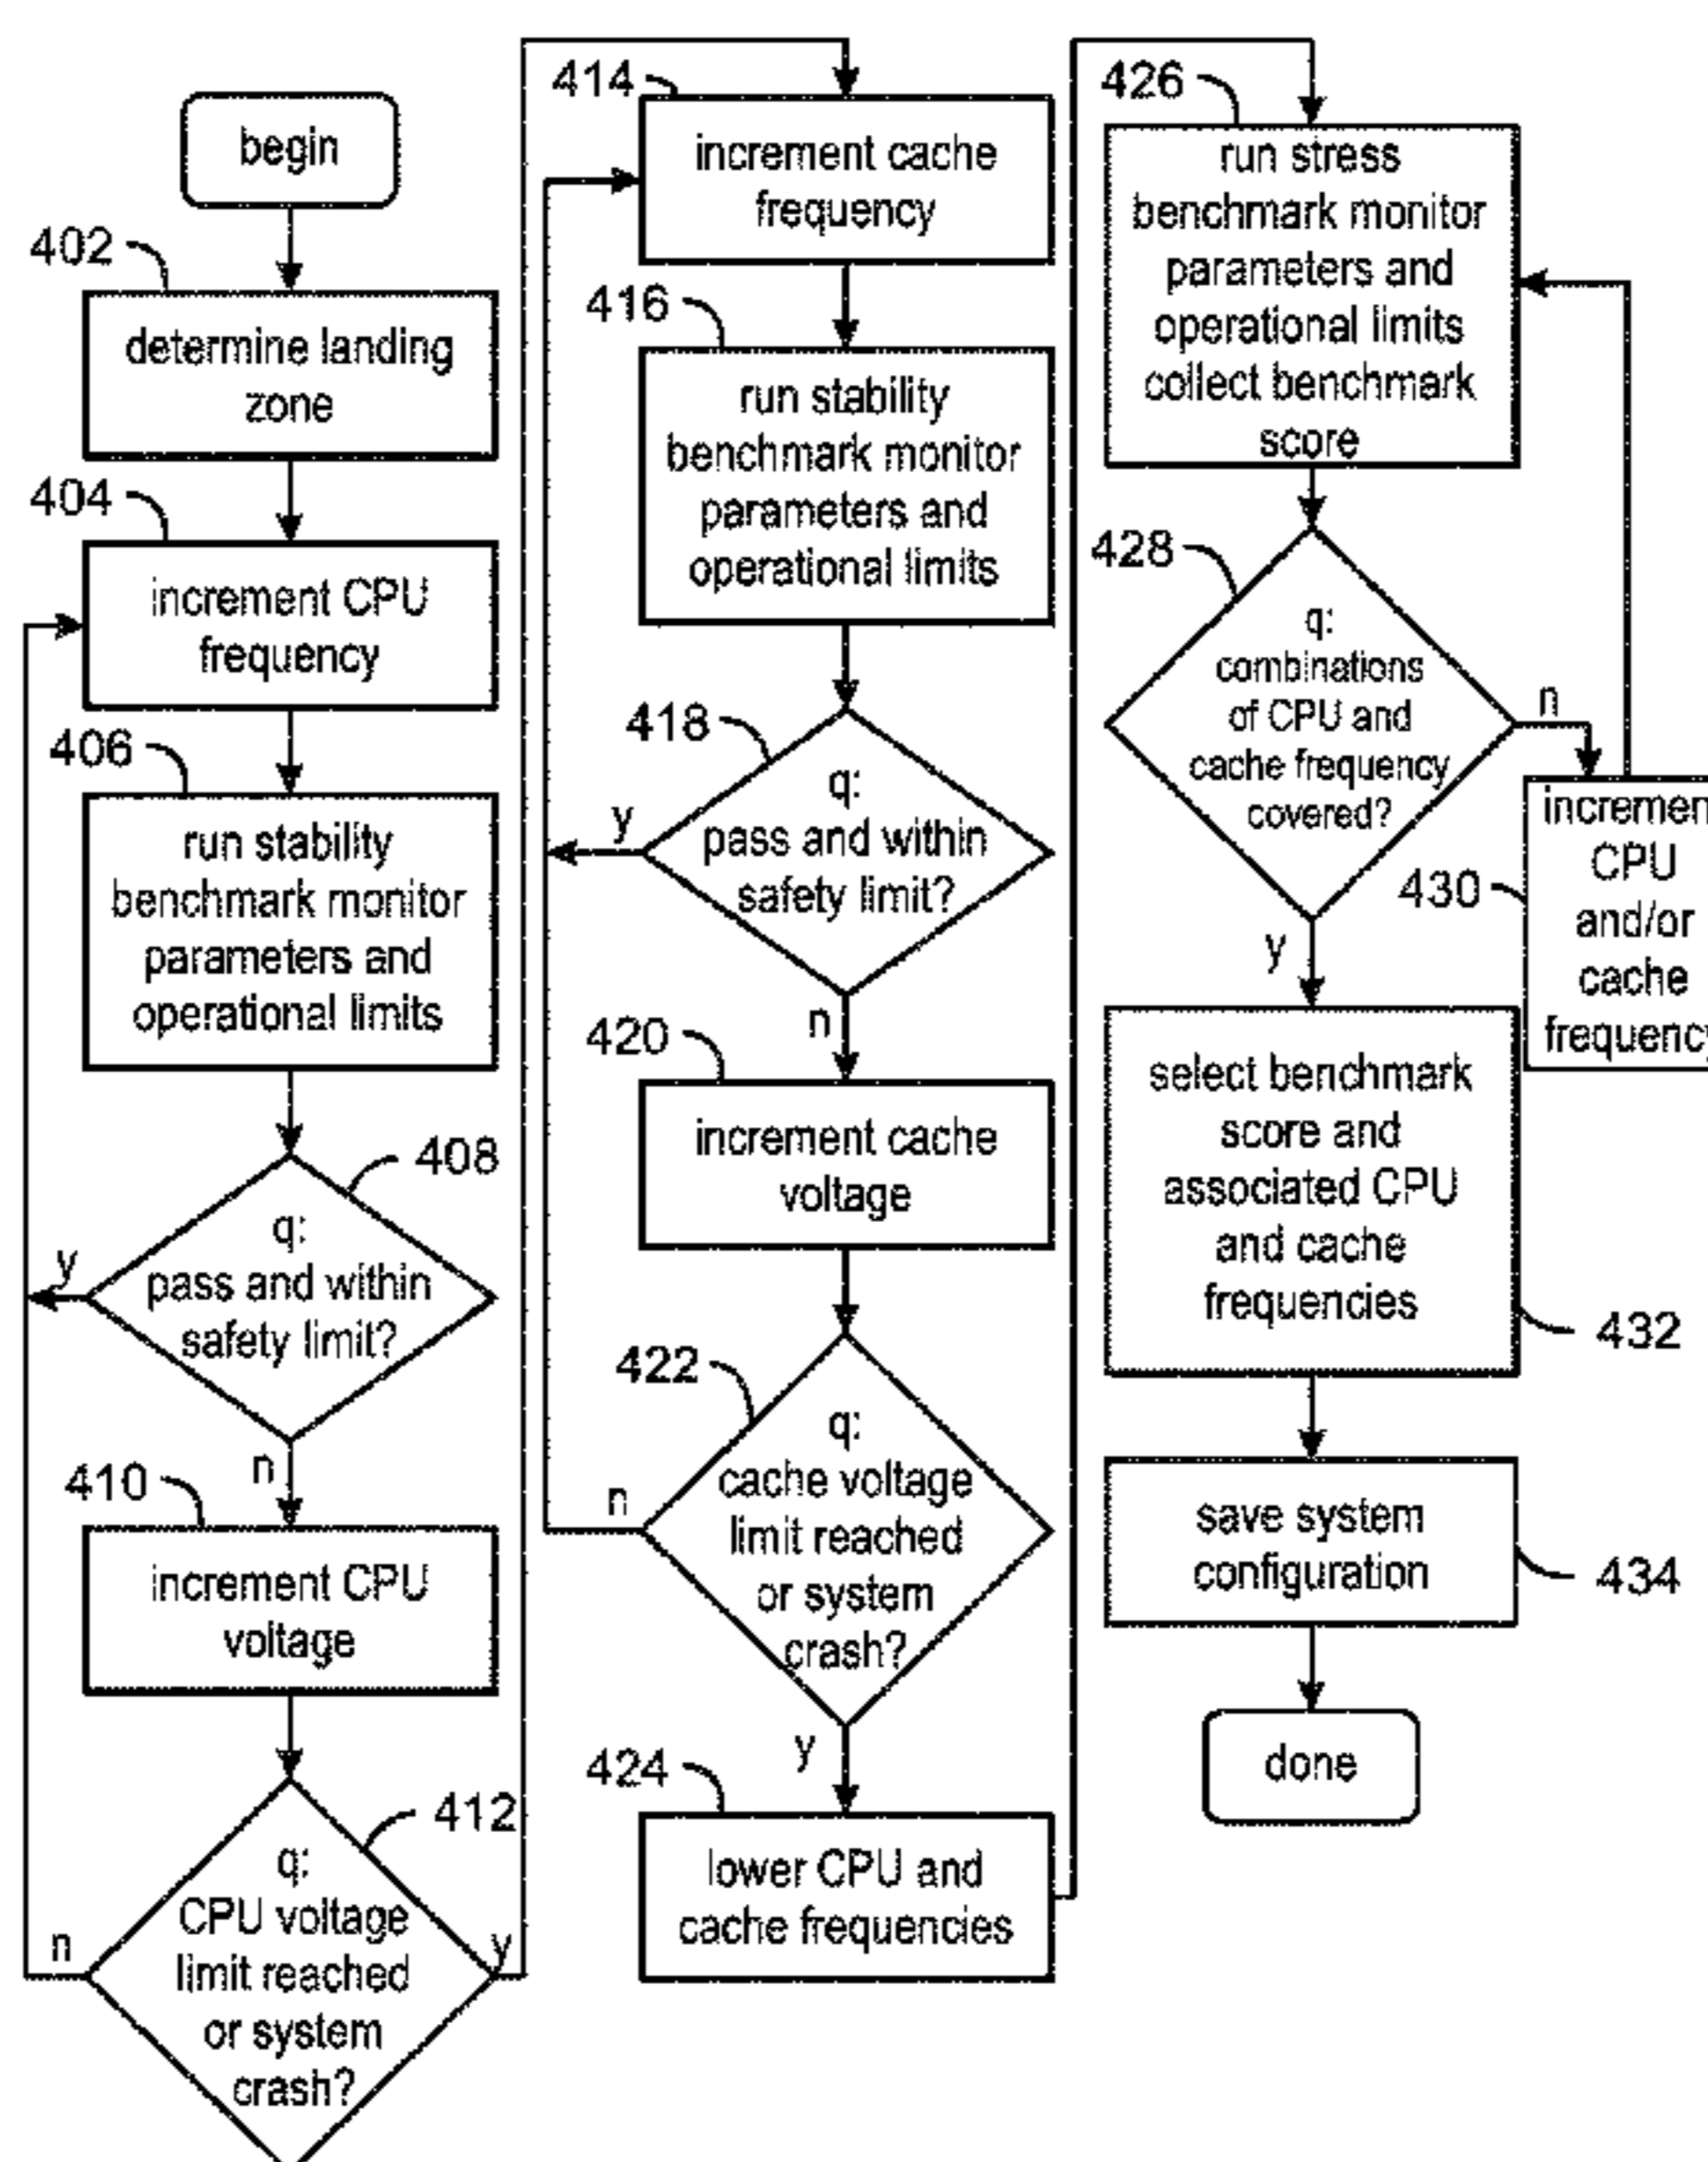 begin
402
determine landing
zone
404
increment CPU
frequency
406
run stability
benchmark monitor
parameters and
operational limits
408
q:
pass and within
safety limit?
y
n
410
increment CPU
voltage
412
q:
CPU voltage
limit reached
or system
crash?
n
y
414
increment cache
frequency
416
run stability
benchmark monitor
parameters and
operational limits
418
q:
pass and within
safety limit?
y
n
420
increment cache
voltage
422
q:
cache voltage
limit reached
or system
crash?
n
y
424
lower CPU and
cache frequencies
426
run stress
benchmark monitor
parameters and
operational limits
collect benchmark
score
428
q:
combinations
of CPU and
cache frequency
covered?
n
y
430
incremen
CPU
and/or
cache
frequency
432
select benchmark
score and
associated CPU
and cache
frequencies
434
save system
configuration
done